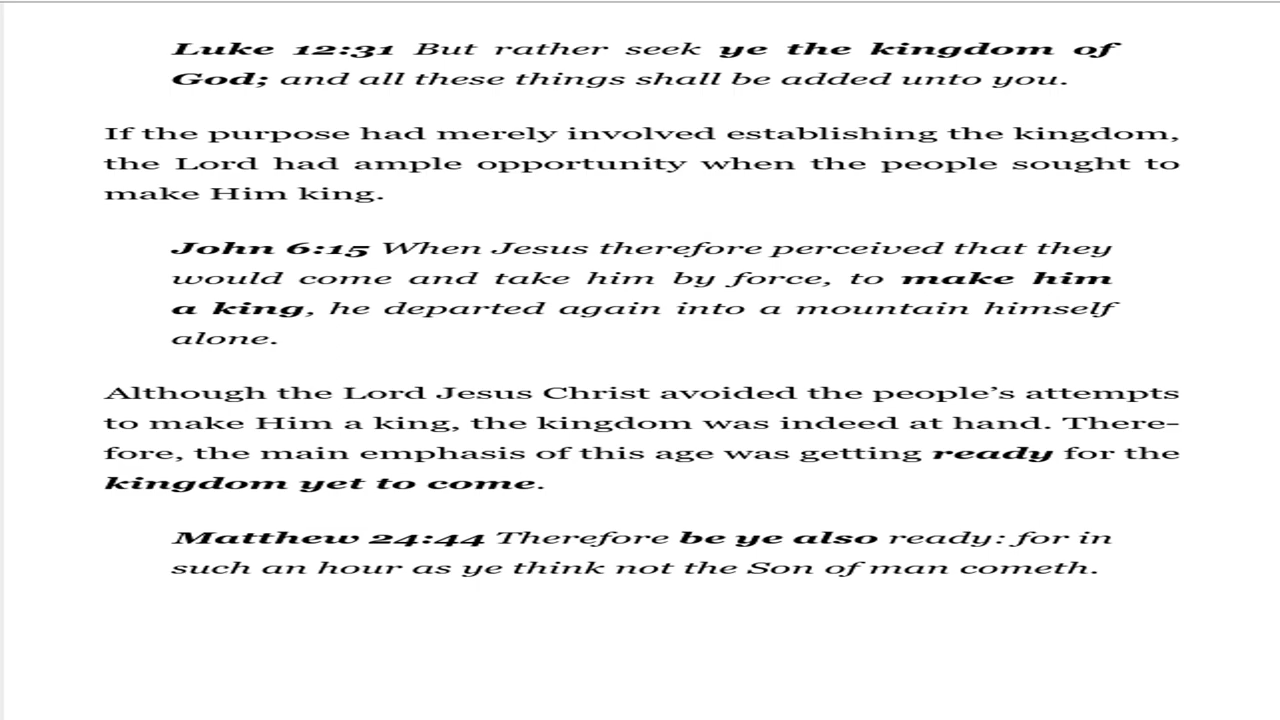 Luke 12:31 But rather seek ye the kingdom of
God; and all these things shall be added unto you.
If the purpose had merely involved establishing the kingdom,
the Lord had ample opportunity when the people sought to
make Him king.
John 6:15 When Jesus therefore perceived that they
would come and take him by force, to make him
a king, he departed again into a mountain himself
alone.
Although the Lord Jesus Christ avoided the people’s attempts
to make Him a king, the kingdom was indeed at hand. There-
fore, the main emphasis of this age was getting ready for the
kingdom yet to come.
Matthew 24:44 Therefore be ye also ready: for in
such an hour as ye think not the Son of man cometh.